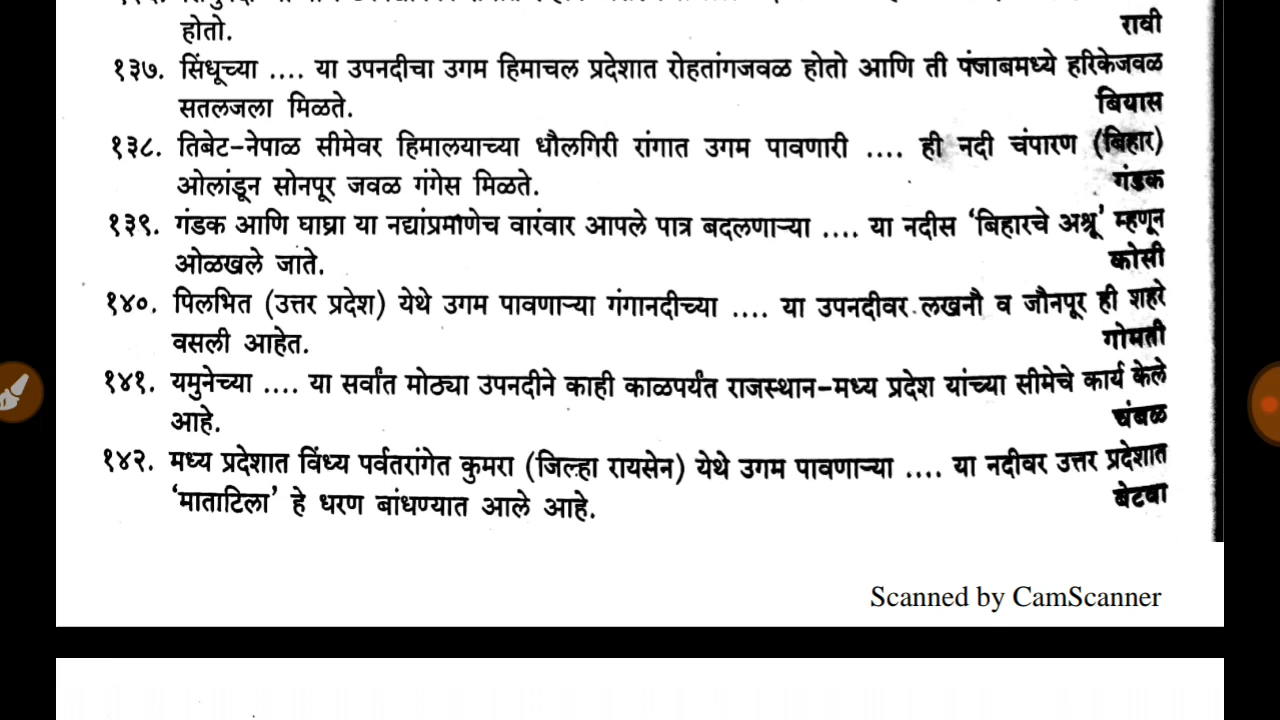 होतो. रावी
१३७. सिंधूच्या .... या उपनदीचा उगम हिमाचल प्रदेशात रोहतांगजवळ होतो आणि ती पंजाबमध्ये हरिकेजवळ
सतलजला मिळते. बियास
१३८. तिबेट-नेपाळ सीमेवर हिमालयाच्या धौलगिरी रांगात उगम पावणारी .... ही नदी चंपारण (बिहार)
ओलांडून सोनपूर जवळ गंगेस मिळते. गंडक
१३९. गंडक आणि घाघ्रा या नद्यांप्रमाणेच वारंवार आपले पात्र बदलणाऱ्या .... या नदीस ‘बिहारचे अश्रू’ म्हणून
ओळखले जाते. कोसी
१४०. पिलभित (उत्तर प्रदेश) येथे उगम पावणाऱ्या गंगानदीच्या .... या उपनदीवर लखनौ व जौनपूर ही शहरे
वसली आहेत. गोमती
१४१. यमुनेच्या .... या सर्वांत मोठ्या उपनदीने काही काळपर्यंत राजस्थान-मध्य प्रदेश यांच्या सीमेचे कार्य केले
आहे. चंबळ
१४२. मध्य प्रदेशात विंध्य पर्वतरांगेत कुमरा (जिल्हा रायसेन) येथे उगम पावणाऱ्या .... या नदीवर उत्तर प्रदेशात
‘माताटिला’ हे धरण बांधण्यात आले आहे. बेटवा
Scanned by CamScanner